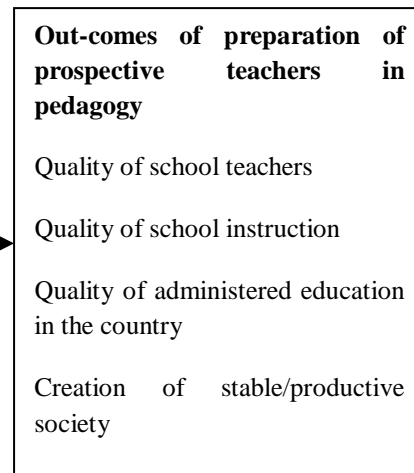 Out-comes of preparation of
prospective teachers in
pedagogy
Quality of school teachers
Quality of school instruction
Quality of administered education
in the country
Creation of stable/productive
society